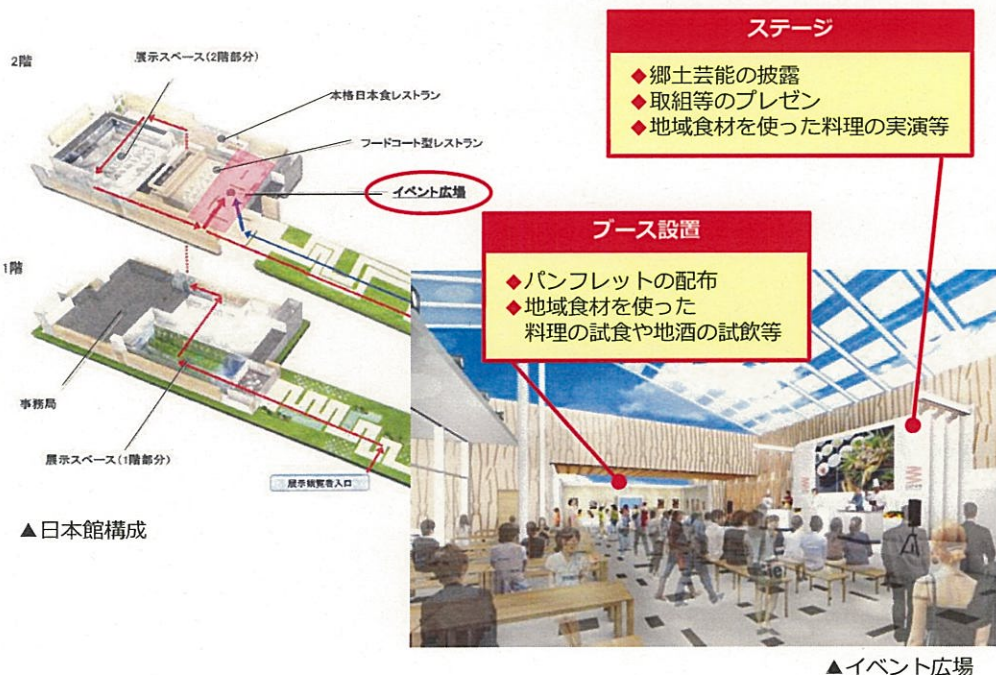 2階
展示スペース(2階部分)
本格日本食レストラン
フードコート型レストラン
イベント広場
1階
事務局
展示スペース(1階部分)
展示観覧者入口
▲日本館構成
ステージ
◆郷土芸能の披露
◆取組等のプレゼン
◆地域食材を使った料理の実演等
ブース設置
◆パンフレットの配布
◆地域食材を使った
料理の試食や地酒の試飲等
▲イベント広場